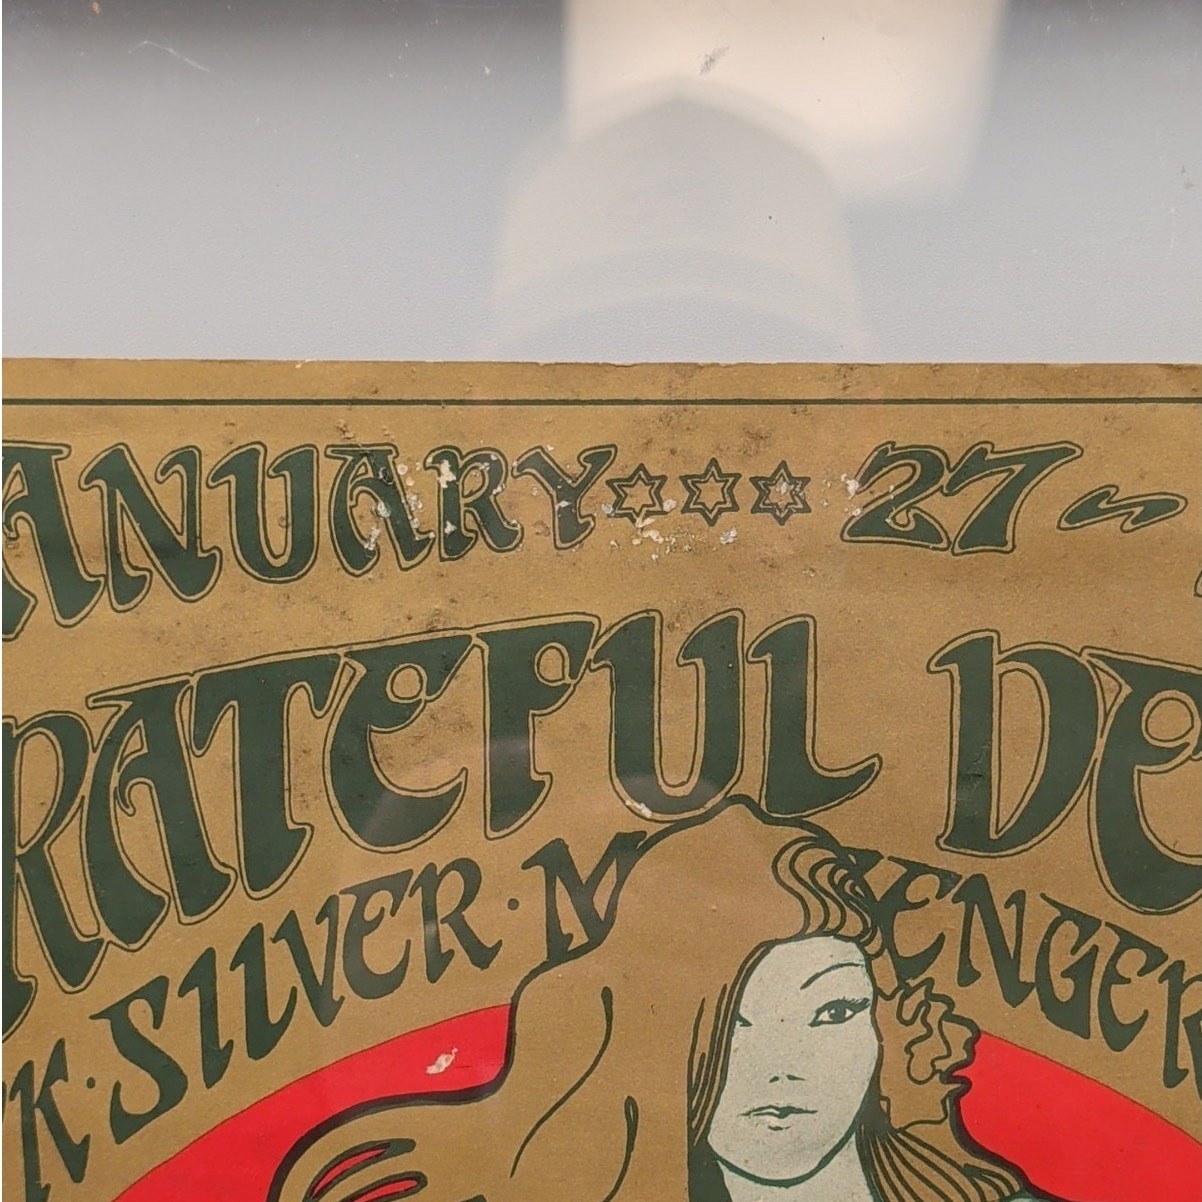 ANUARY 27 ~
RATEFUL DE
K·SILVER·M ENGER